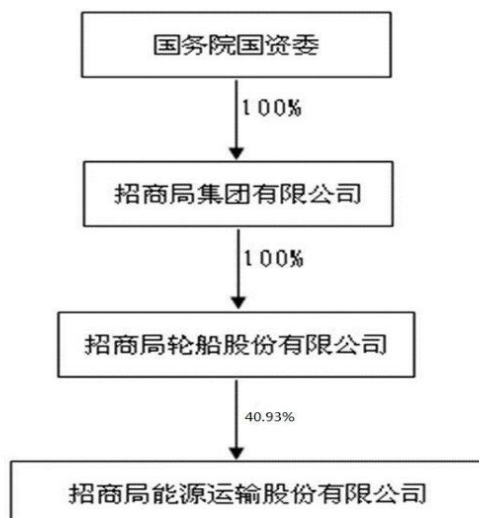 国务院国资委
100%
招商局集团有限公司
100%
招商局轮船股份有限公司
40.93%
招商局能源运输股份有限公司